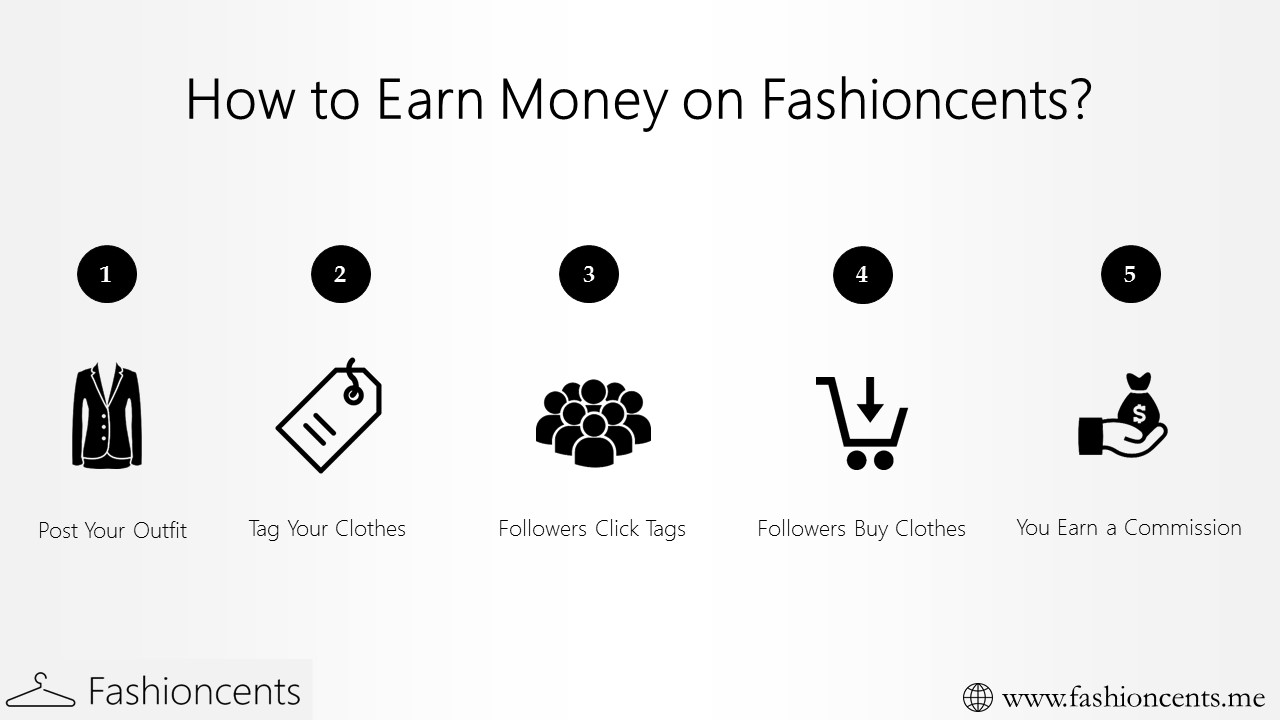 How to Earn Money on Fashioncents?
1
2
3
4
5
$
Post Your Outfit
Tag Your Clothes
Followers Click Tags
Followers Buy Clothes
You Earn a Commission
Fashioncents
www.fashioncents.me